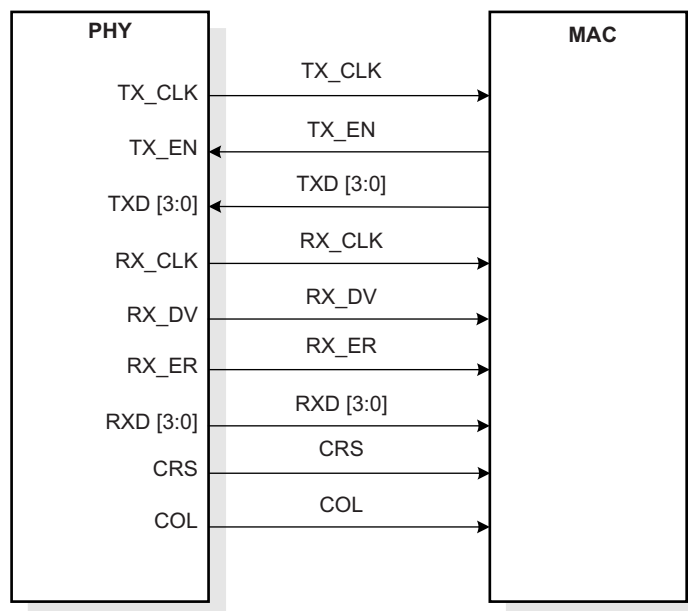 PHY
MAC
TX_CLK
TX_CLK
TX_EN
TX_EN
TXD [3:0]
TXD [3:0]
RX_CLK
RX_CLK
RX_DV
RX_DV
RX_ER
RX_ER
RXD [3:0]
RXD [3:0]
CRS
CRS
COL
COL